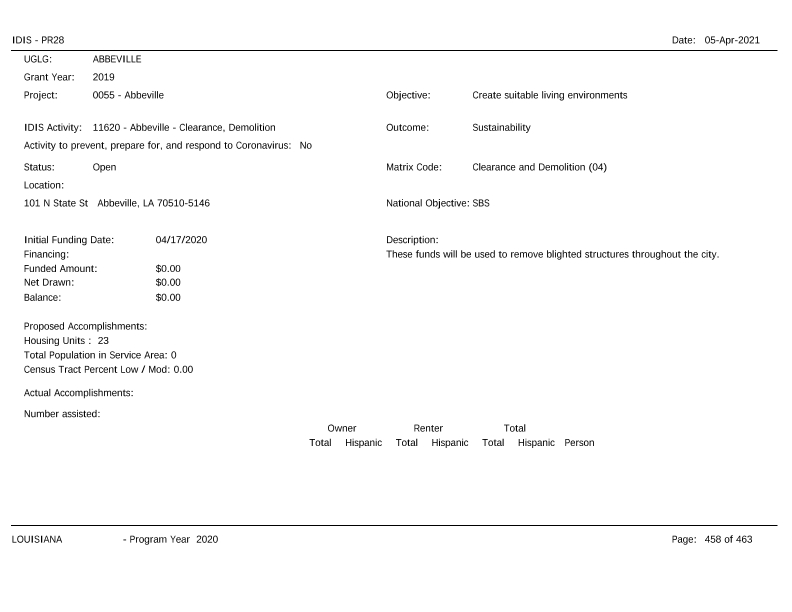 IDIS - PR28 Date: 05-Apr-2021
UGLG: ABBEVILLE
Grant Year: 2019
Project: 0055 - Abbeville Objective: Create suitable living environments
IDIS Activity: 11620 - Abbeville - Clearance, Demolition Outcome: Sustainability
Activity to prevent, prepare for, and respond to Coronavirus: No
Status: Open Matrix Code: Clearance and Demolition (04)
Location:
101 N State St Abbeville, LA 70510-5146 National Objective: SBS
Initial Funding Date: 04/17/2020 Description:
Financing: These funds will be used to remove blighted structures throughout the city.
Funded Amount: $0.00
Net Drawn: $0.00
Balance: $0.00
Proposed Accomplishments:
Housing Units : 23
Total Population in Service Area: 0
Census Tract Percent Low / Mod: 0.00
Actual Accomplishments:
Number assisted:
Owner Renter Total
Total Hispanic Total Hispanic Total Hispanic Person
LOUISIANA - Program Year 2020 Page: 458 of 463